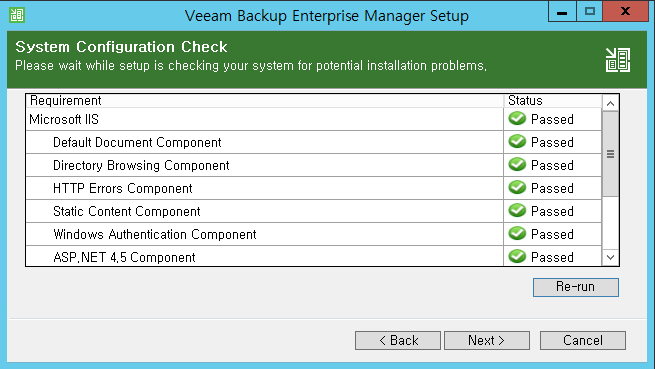 Veeam Backup Enterprise Manager Setup
System Configuration Check
Please wait while setup is checking your system for potential installation problems.
Requirement Status
Microsoft IIS Passed
Default Document Component Passed
Directory Browsing Component Passed
HTTP Errors Component Passed
Static Content Component Passed
Windows Authentication Component Passed
ASP.NET 4.5 Component Passed
Re-run
< Back Next > Cancel